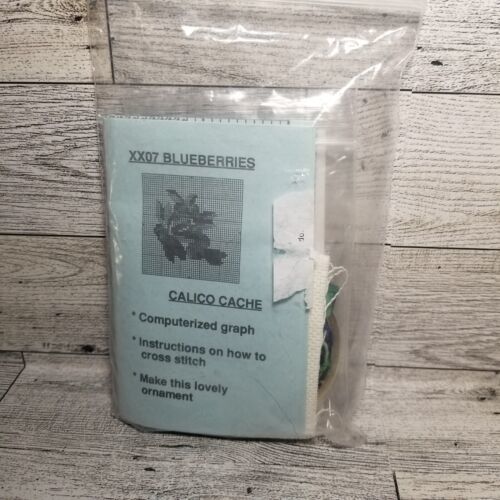 XX07 BLUEBERRIES
CALICO CACHE
* Computerized graph
* Instructions on how to
cross stitch
* Make this lovely
ornament